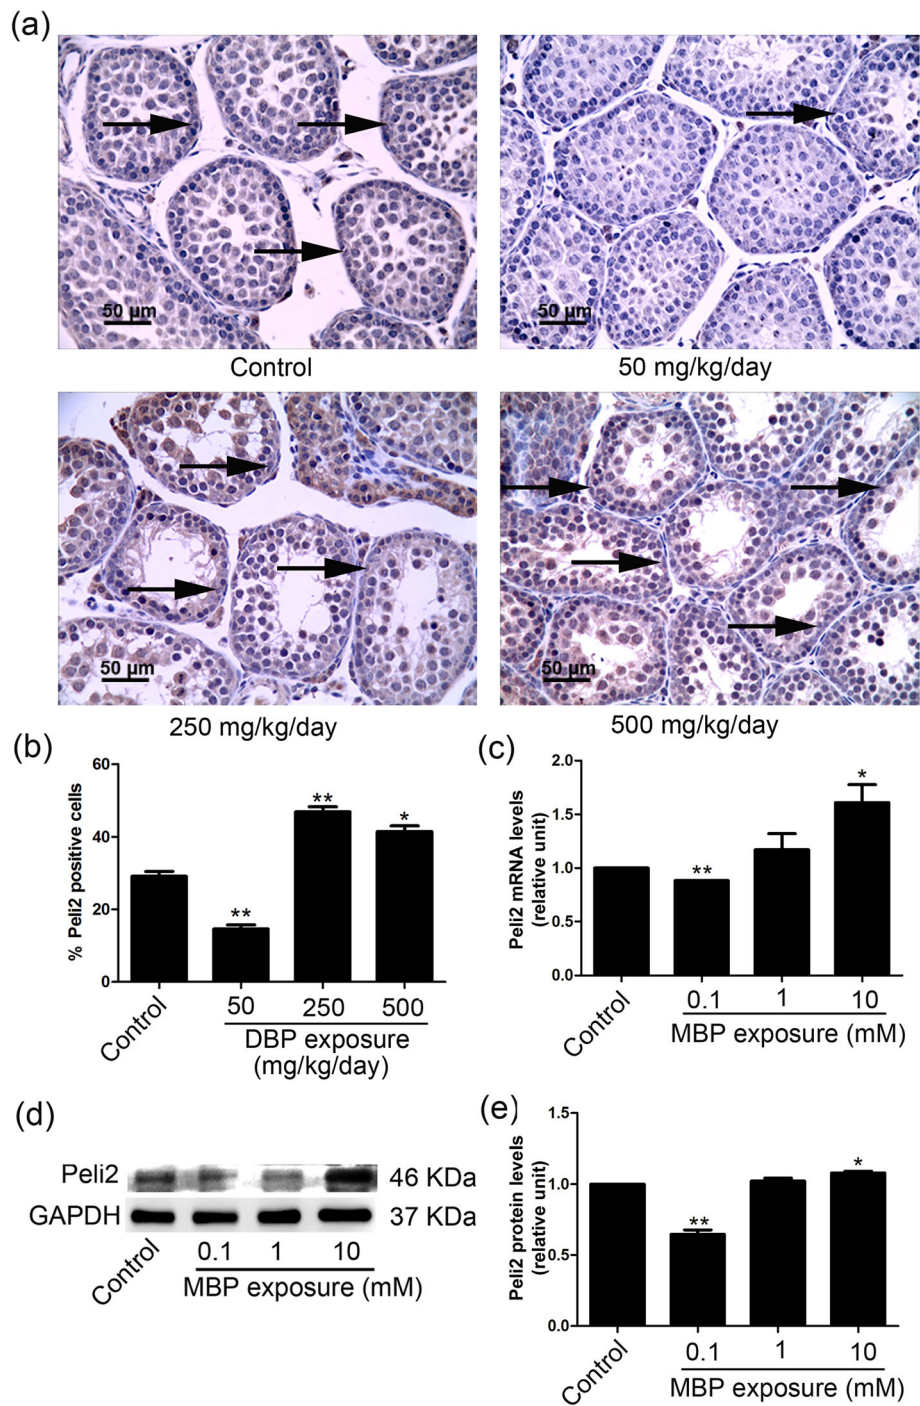 (a)
50 μm
50 μm
Control
50 mg/kg/day
50 μm
50 μm
250 mg/kg/day
500 mg/kg/day
(b)
% Peli2 positive cells
60
40
20
0
**
**
*
Control
50
250
500
DBP exposure
(mg/kg/day)
(c)
Peli2 mRNA levels
(relative unit)
2.0
1.5
1.0
0.5
0.0
**
*
Control
0.1
1
10
MBP exposure (mM)
(d)
Peli2
46 KDa
GAPDH
37 KDa
Control
0.1
1
10
MBP exposure (mM)
(e)
Peli2 protein levels
(relative unit)
1.5
1.0
0.5
0.0
**
*
Control
0.1
1
10
MBP exposure (mM)